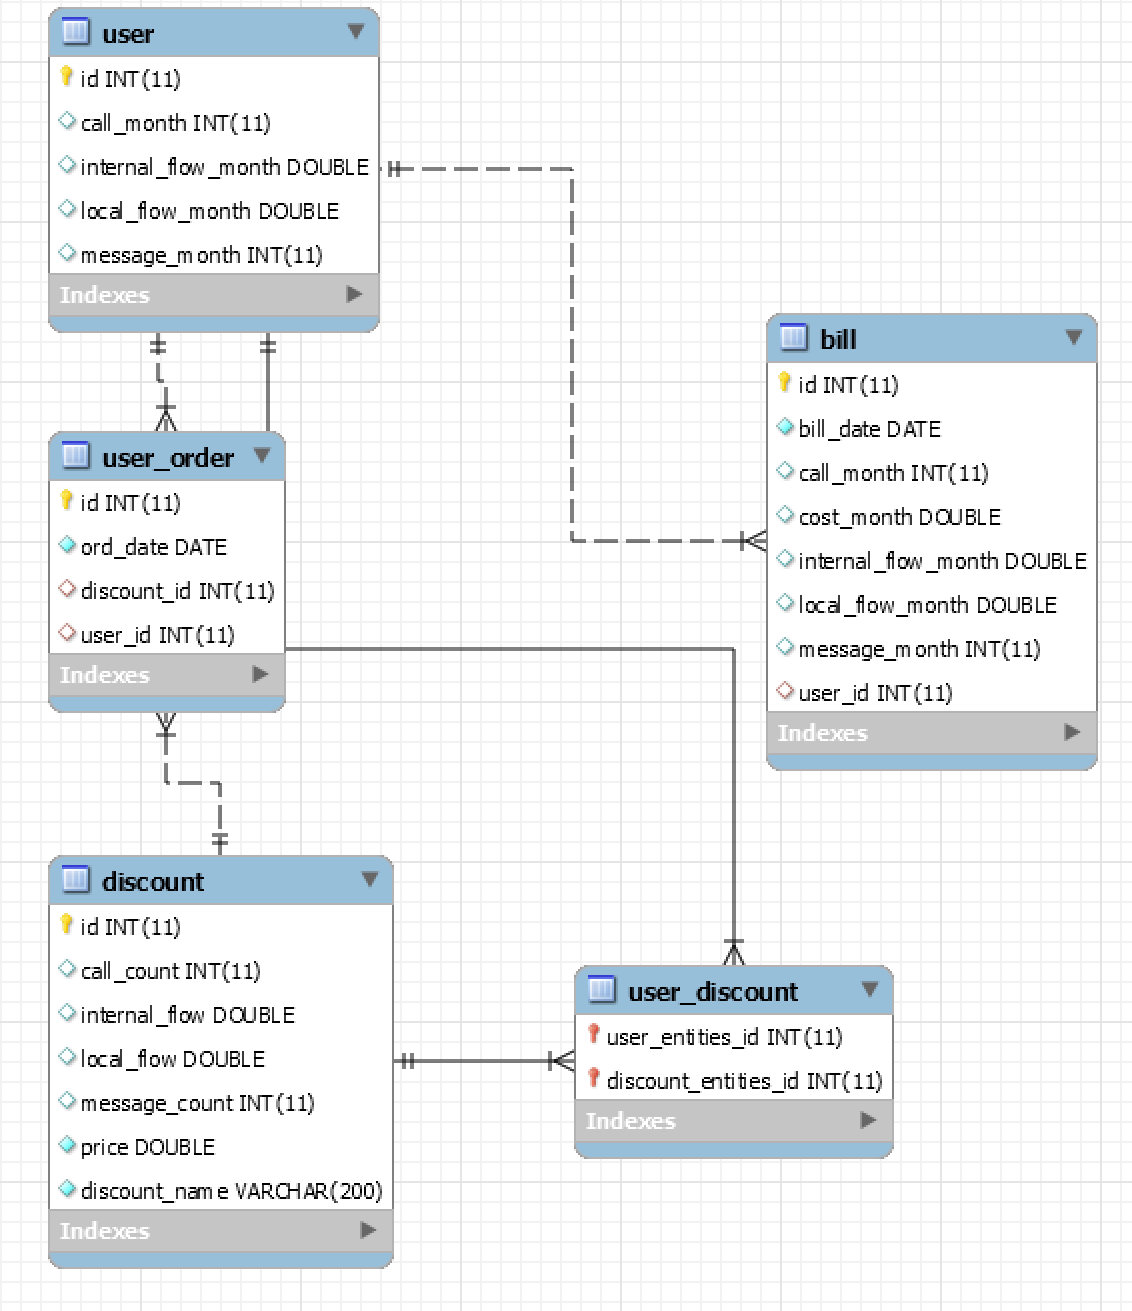 user
id INT(11)
call_month INT(11)
internal_flow_month DOUBLE
local_flow_month DOUBLE
message_month INT(11)
Indexes
user_order
id INT(11)
ord_date DATE
discount_id INT(11)
user_id INT(11)
Indexes
bill
id INT(11)
bill_date DATE
call_month INT(11)
cost_month DOUBLE
internal_flow_month DOUBLE
local_flow_month DOUBLE
message_month INT(11)
user_id INT(11)
Indexes
discount
id INT(11)
call_count INT(11)
internal_flow DOUBLE
local_flow DOUBLE
message_count INT(11)
price DOUBLE
discount_name VARCHAR(200)
Indexes
user_discount
user_entities_id INT(11)
discount_entities_id INT(11)
Indexes